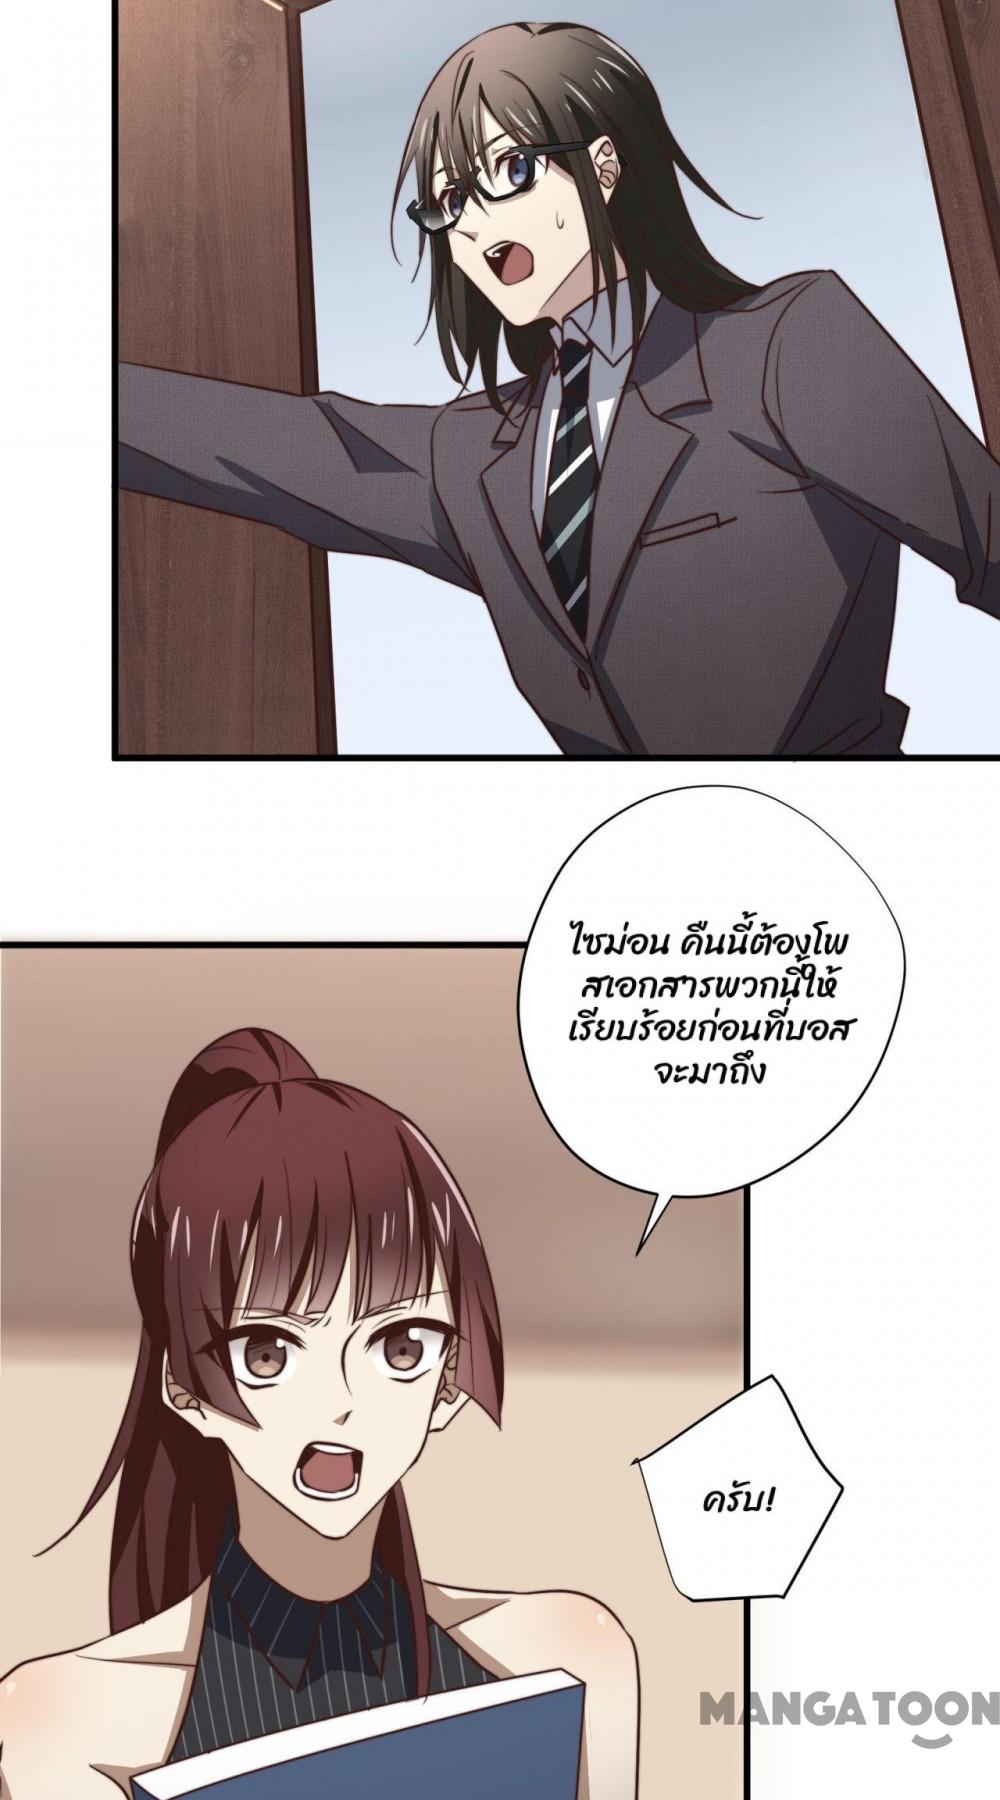 ไซม่อน คืนนี้ต้องโพ
สเอกสารพวกนี้ให้
เรียบร้อยก่อนที่บอส
จะมาถึง
ครับ!
MANGATOON